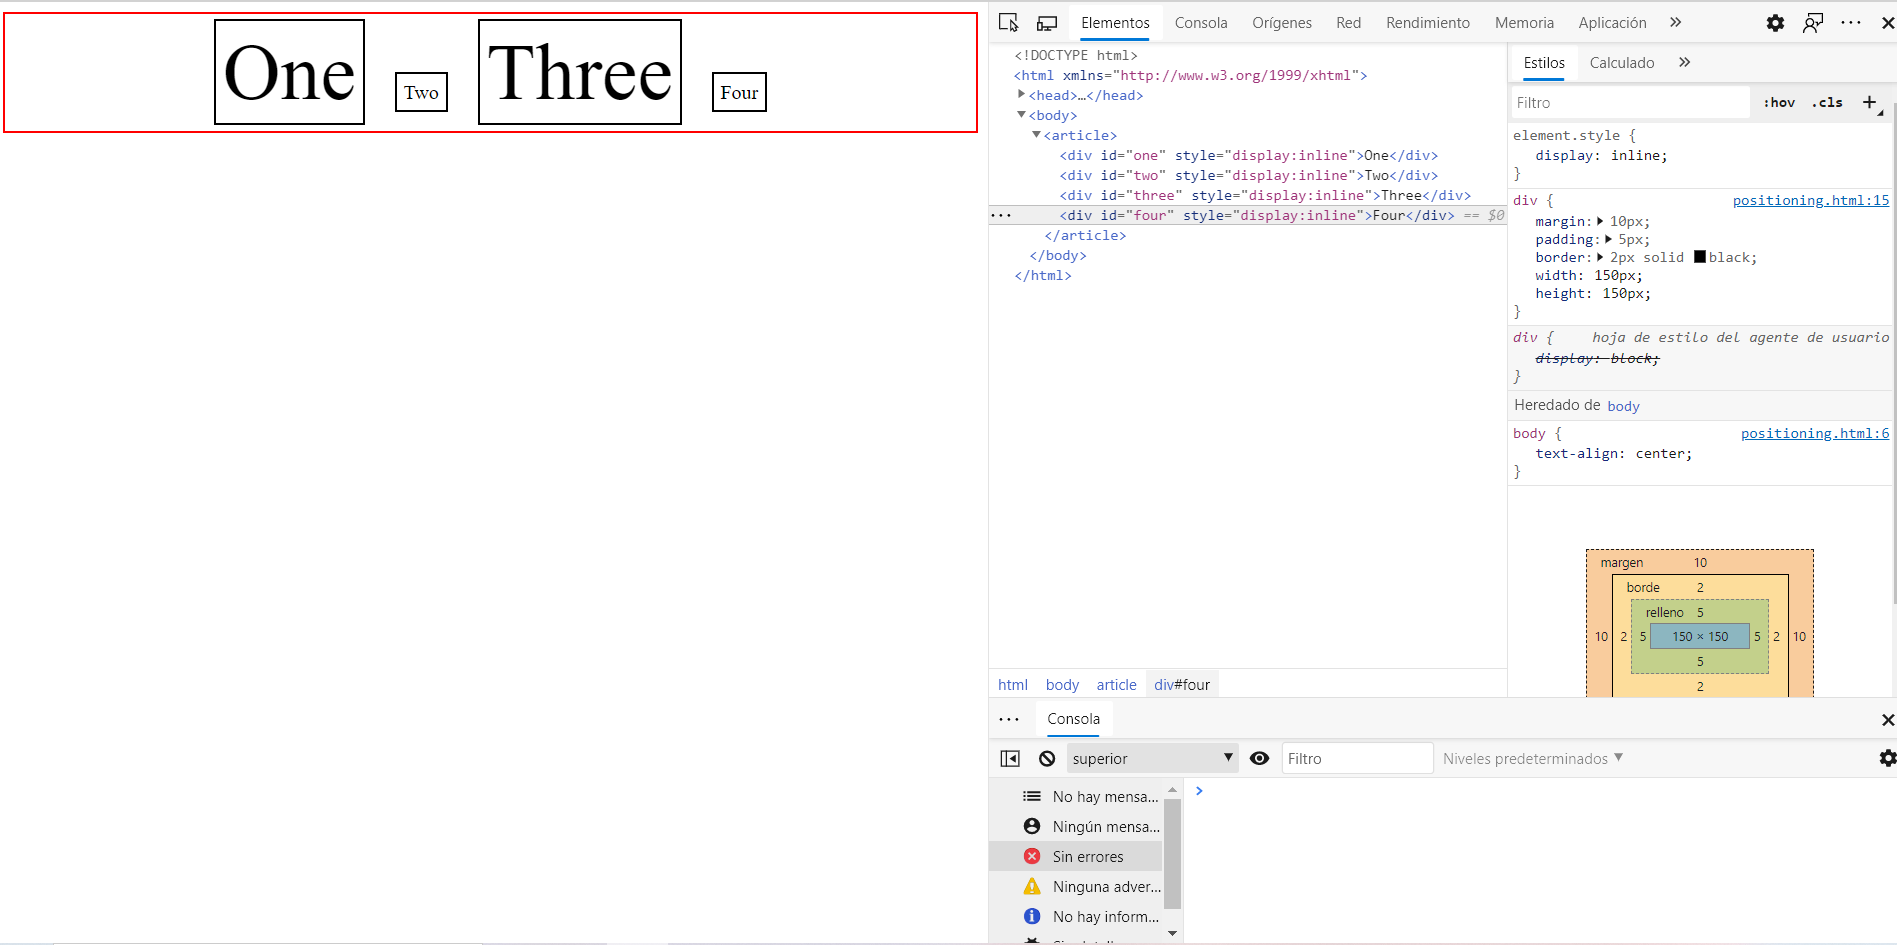 One
Two
Three
Four
Elementos Consola Orígenes Red Rendimiento Memoria Aplicación »
<!DOCTYPE html>
<html xmlns="http://www.w3.org/1999/xhtml">
<head>…</head>
<body>
<article>
<div id="one" style="display:inline">One</div>
<div id="two" style="display:inline">Two</div>
<div id="three" style="display:inline">Three</div>
<div id="four" style="display:inline">Four</div> == $0
</article>
</body>
</html>
html body article div#four
Estilos Calculado »
Filtro :hov .cls +
element.style {
display: inline;
}
div { positioning.html:15
margin: 10px;
padding: 5px;
border: 2px solid black;
width: 150px;
height: 150px;
}
div { hoja de estilo del agente de usuario
display: block;
}
Heredado de body
body { positioning.html:6
text-align: center;
}
margen 10
borde 2
relleno 5
10 2 5 150 × 150 5 2 10
5
2
Consola
superior Filtro Niveles predeterminados
No hay mensa...
Ningún mensa...
Sin errores
Ninguna adver...
No hay inform...
>